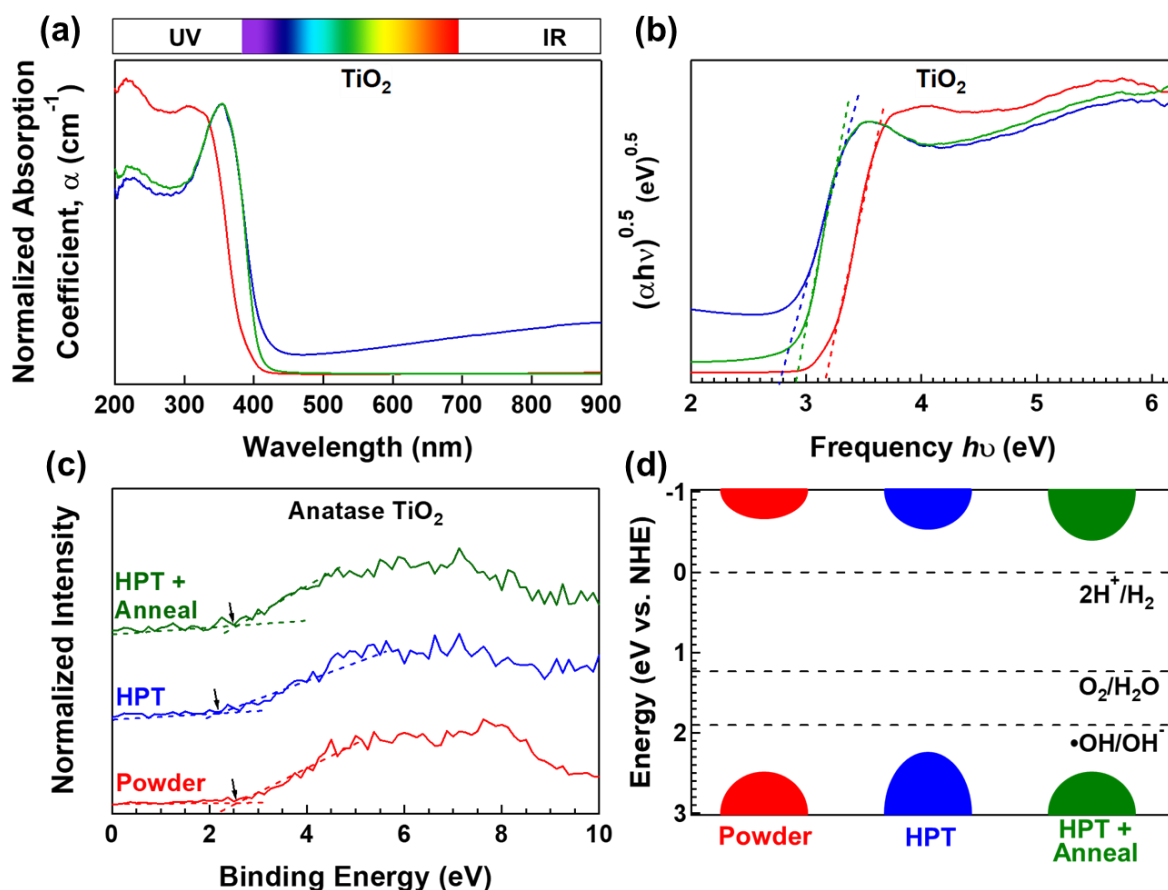 (a)
UV
IR
TiO₂
Normalized Absorption
Coefficient, α (cm⁻¹)
200 300 400 500 600 700 800 900
Wavelength (nm)
(b)
TiO₂
(αhν)⁰·⁵ (eV)⁰·⁵
2 3 4 5 6
Frequency hυ (eV)
(c)
Anatase TiO₂
Normalized Intensity
HPT +
Anneal
HPT
Powder
0 2 4 6 8 10
Binding Energy (eV)
(d)
Energy (eV vs. NHE)
-1
0
1
2
3
2H⁺/H₂
O₂/H₂O
•OH/OH⁻
Powder
HPT
HPT +
Anneal